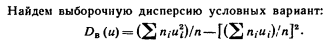 Найдем выборочную дисперсию условных вариант:
D_в (u) = (∑ n_i u_i^2)/n — [(∑ n_i u_i)/n]^2.